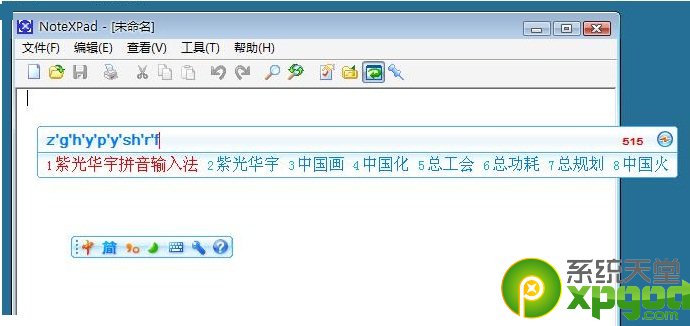 NoteXPad - [未命名]
文件(F) 编辑(E) 查看(V) 工具(T) 帮助(H)
z'g'h'y'p'y'sh'r'f 515
1紫光华宇拼音输入法 2紫光华宇 3中国画 4中国化 5总工会 6总功耗 7总规划 8中国火
中 简
系统天堂
xpgod